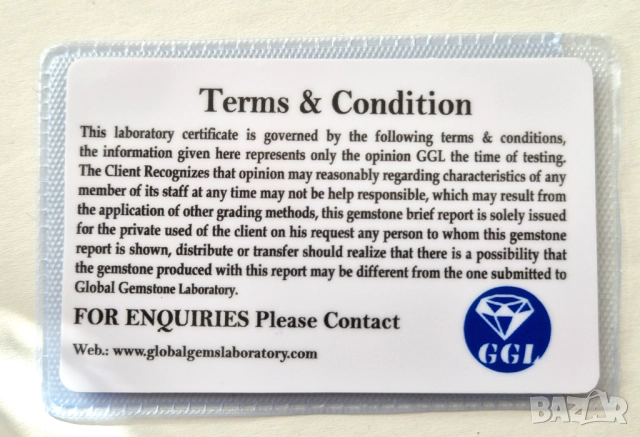 Terms & Condition
This laboratory certificate is governed by the following terms & conditions,
the information given here represents only the opinion GGL the time of testing.
The Client Recognizes that opinion may reasonably regarding characteristics of any
member of its staff at any time may not be help responsible, which may result from
the application of other grading methods, this gemstone brief report is solely issued
for the private used of the client on his request any person to whom this gemstone
report is shown, distribute or transfer should realize that there is a possibility that
the gemstone produced with this report may be different from the one submitted to
Global Gemstone Laboratory.
FOR ENQUIRIES Please Contact
Web.: www.globalgemslaboratory.com
GGL
BAZAR